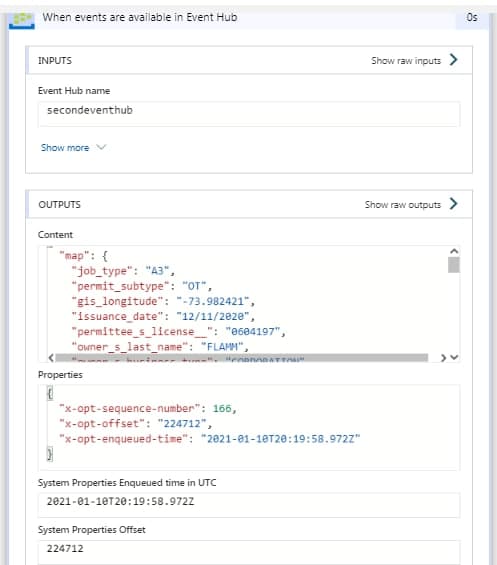 When events are available in Event Hub 0s
INPUTS Show raw inputs
Event Hub name
secondeventhub
Show more
OUTPUTS Show raw outputs
Content
"map": {
"job_type": "A3",
"permit_subtype": "OT",
"gis_longitude": "-73.982421",
"issuance_date": "12/11/2020",
"permittee_s_license__": "0604197",
"owner_s_last_name": "FLAMM",
"owner_s_business_type": "CORPORATION"
Properties
{
"x-opt-sequence-number": 166,
"x-opt-offset": "224712",
"x-opt-enqueued-time": "2021-01-10T20:19:58.972Z"
}
System Properties Enqueued time in UTC
2021-01-10T20:19:58.972Z
System Properties Offset
224712